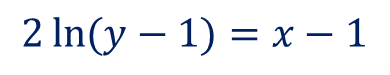 2 ln(y − 1) = x − 1